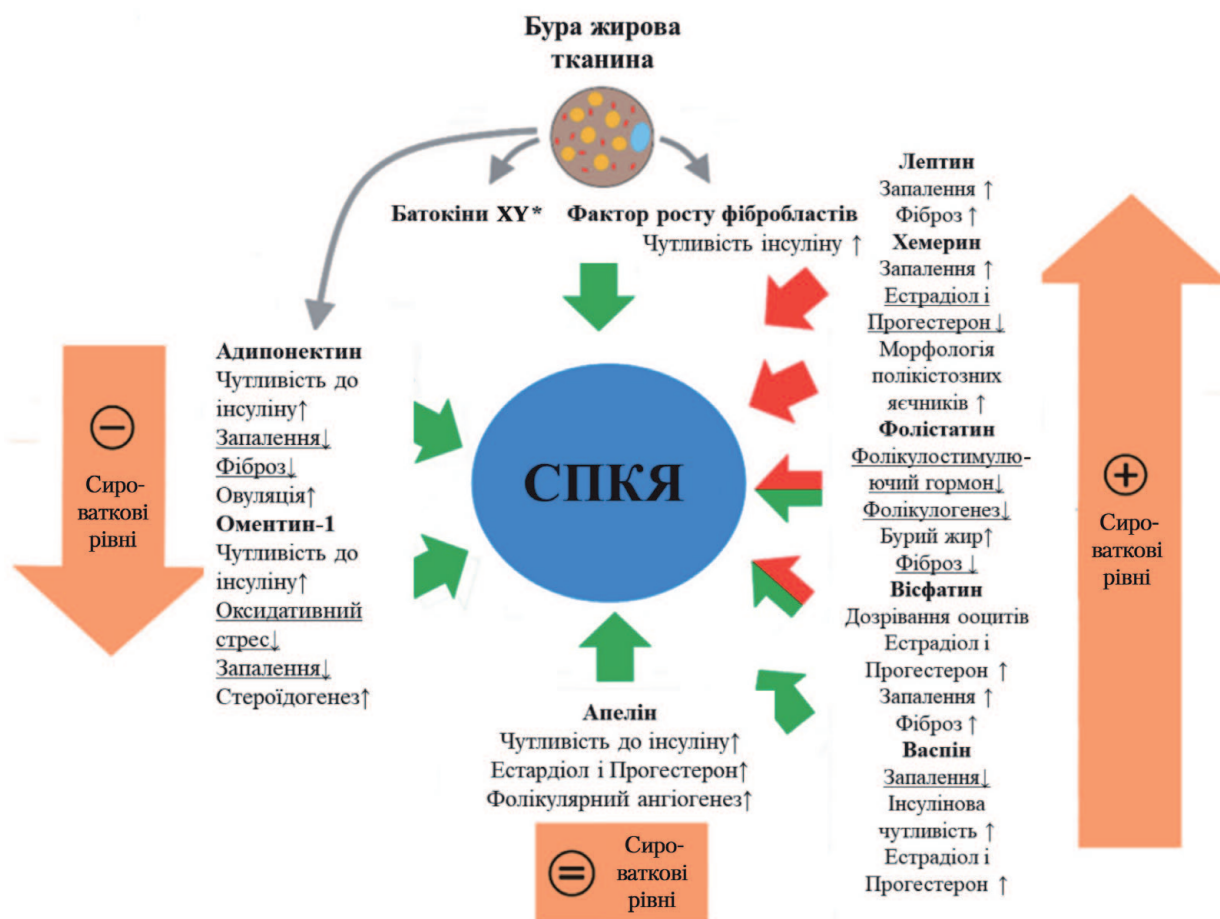 Бура жирова
тканина
Батокіни XY*
Фактор росту фібробластів
Чутливість інсуліну ↑
Лептин
Запалення ↑
Фіброз ↑
Хемерин
Запалення ↑
Естрадіол і
Прогестерон↓
Морфологія
полікістозних
яєчників ↑
Фолістатин
Фолікулостимулю-
ючий гормон↓
Фолікулогенез↓
Бурий жир↑
Фіброз ↓
Вісфатин
Дозрівання ооцитів
Естрадіол і
Прогестерон ↑
Запалення ↑
Фіброз ↑
Васпін
Запалення↓
Інсулінова
чутливість ↑
Естрадіол і
Прогестерон ↑
+
Сиро-
ваткові
рівні
Адипонектин
Чутливість до
інсуліну↑
Запалення↓
Фіброз↓
Овуляція↑
Оментин-1
Чутливість до
інсуліну↑
Оксидативний
стрес↓
Запалення↓
Стероїдогенез↑
−
Сиро-
ваткові
рівні
СПКЯ
Апелін
Чутливість до інсуліну↑
Естардіол і Прогестерон↑
Фолікулярний ангіогенез↑
=
Сиро-
ваткові
рівні